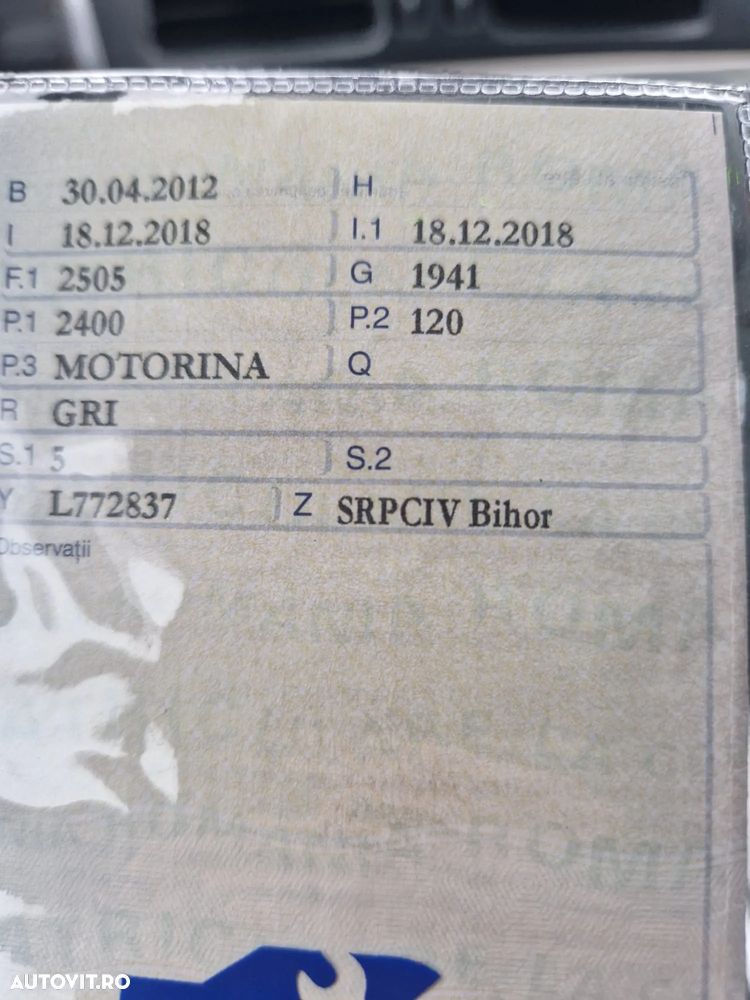 B 30.04.2012 H
I 18.12.2018 I.1 18.12.2018
F.1 2505 G 1941
P.1 2400 P.2 120
P.3 MOTORINA Q
R GRI
S.1 5 S.2
Y L772837 Z SRPCIV Bihor
Observații
AUTOVIT.RO